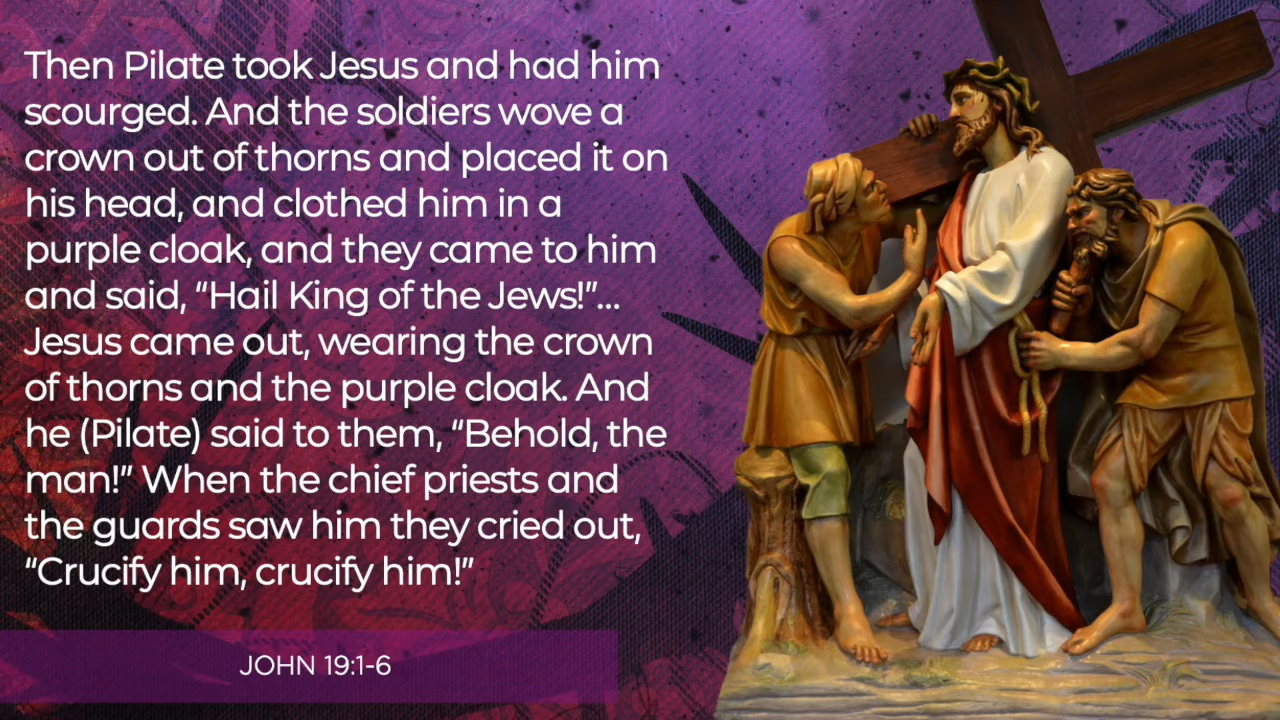 Then Pilate took Jesus and had him
scourged. And the soldiers wove a
crown out of thorns and placed it on
his head, and clothed him in a
purple cloak, and they came to him
and said, “Hail King of the Jews!”...
Jesus came out, wearing the crown
of thorns and the purple cloak. And
he (Pilate) said to them, “Behold, the
man!” When the chief priests and
the guards saw him they cried out,
“Crucify him, crucify him!”
JOHN 19:1-6